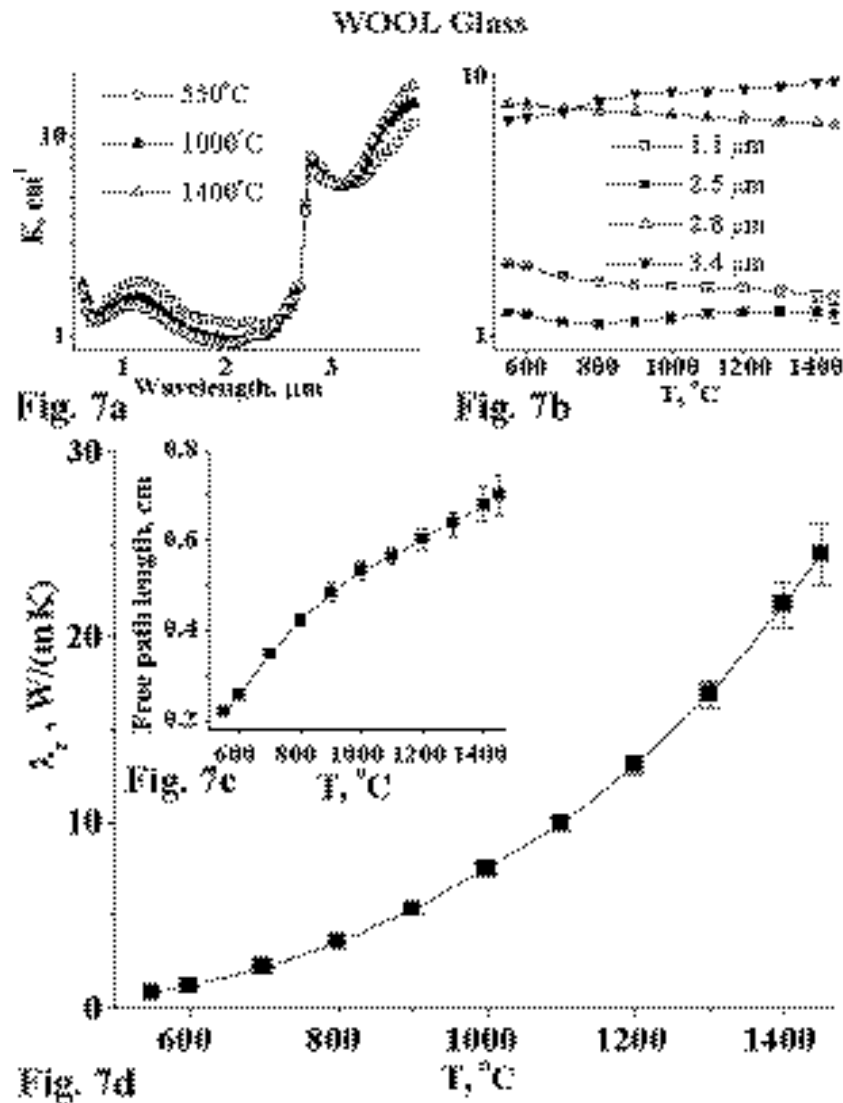 WOOL Glass
10
1
K, cm⁻¹
550°C
1000°C
1400°C
1 2 3
Wavelength, μm
Fig. 7a
10
1
1.1 μm
2.5 μm
2.8 μm
3.4 μm
600 800 1000 1200 1400
T, °C
Fig. 7b
0.8
0.6
0.4
0.2
Free path length, cm
600 800 1000 1200 1400
T, °C
Fig. 7c
30
20
10
0
λr , W/(mK)
600 800 1000 1200 1400
T, °C
Fig. 7d